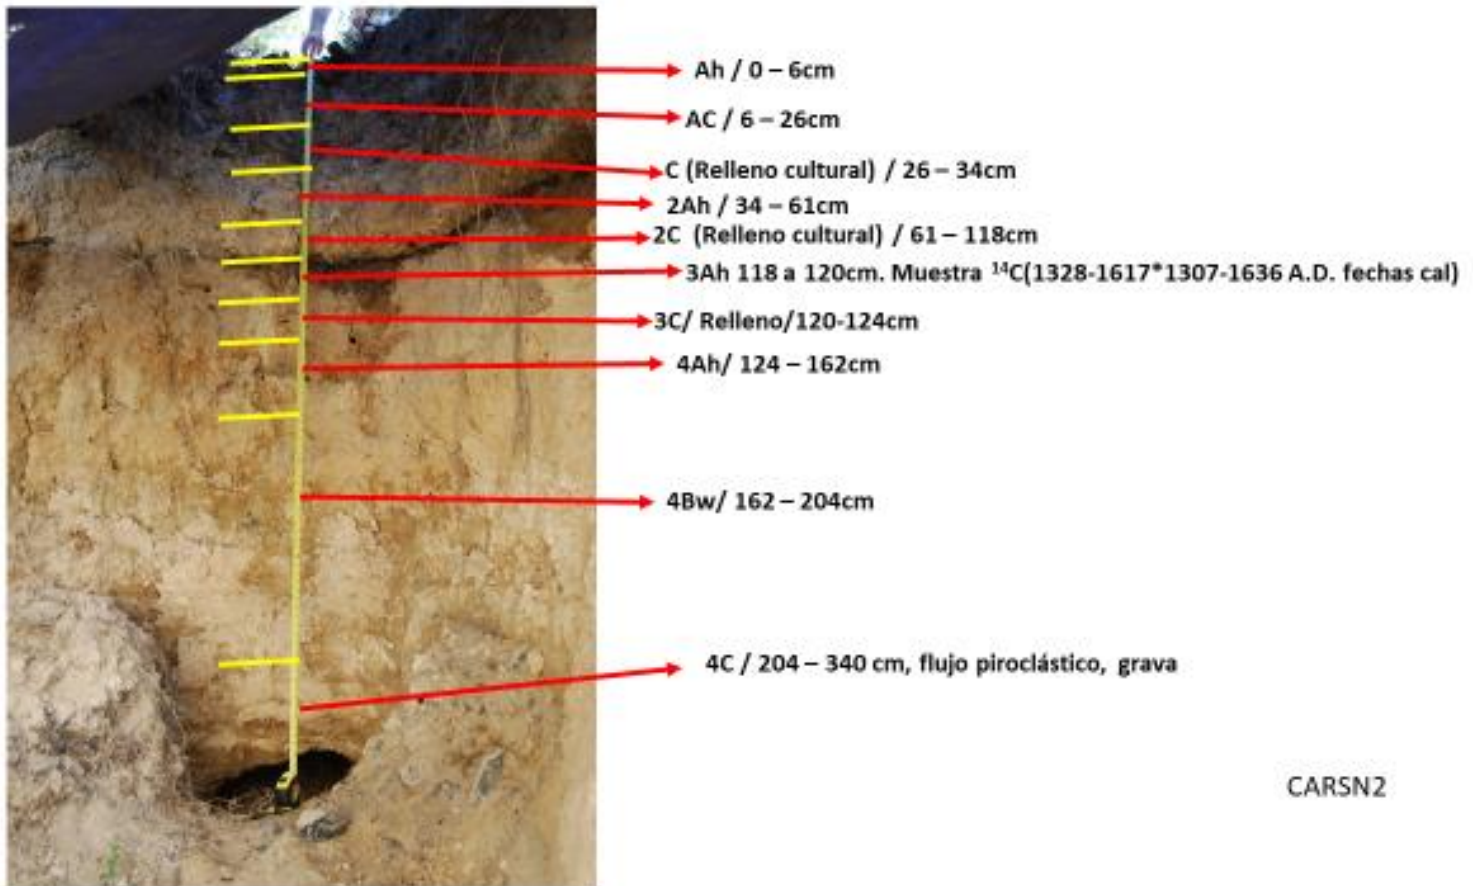 Ah / 0 – 6cm
AC / 6 – 26cm
C (Relleno cultural) / 26 – 34cm
2Ah / 34 – 61cm
2C (Relleno cultural) / 61 – 118cm
3Ah 118 a 120cm. Muestra ¹⁴C(1328-1617*1307-1636 A.D. fechas cal)
3C/ Relleno/120-124cm
4Ah/ 124 – 162cm
4Bw/ 162 – 204cm
4C / 204 – 340 cm, flujo piroclástico, grava
CARSN2